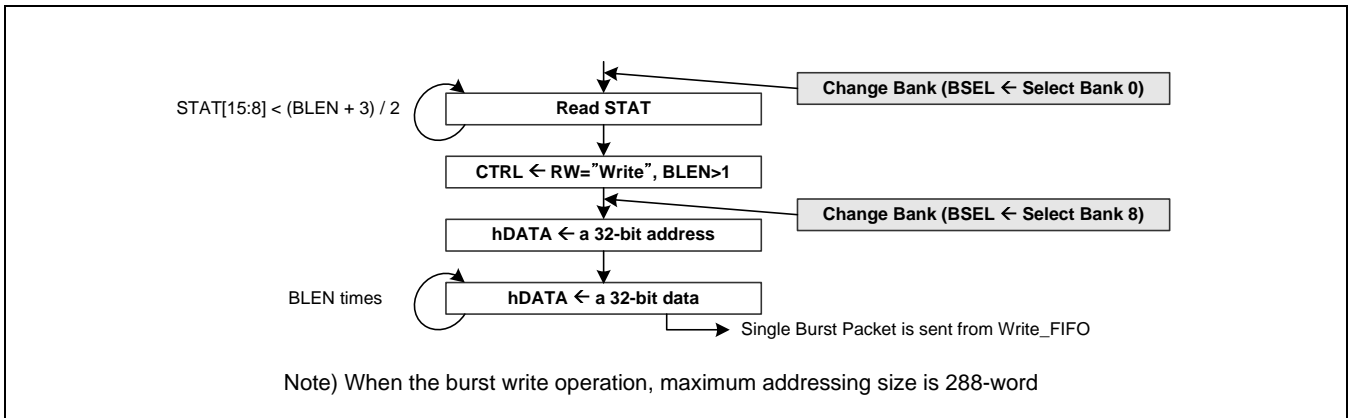 Change Bank (BSEL ← Select Bank 0)
STAT[15:8] < (BLEN + 3) / 2
Read STAT
CTRL ← RW="Write", BLEN>1
Change Bank (BSEL ← Select Bank 8)
hDATA ← a 32-bit address
BLEN times
hDATA ← a 32-bit data
Single Burst Packet is sent from Write_FIFO
Note) When the burst write operation, maximum addressing size is 288-word